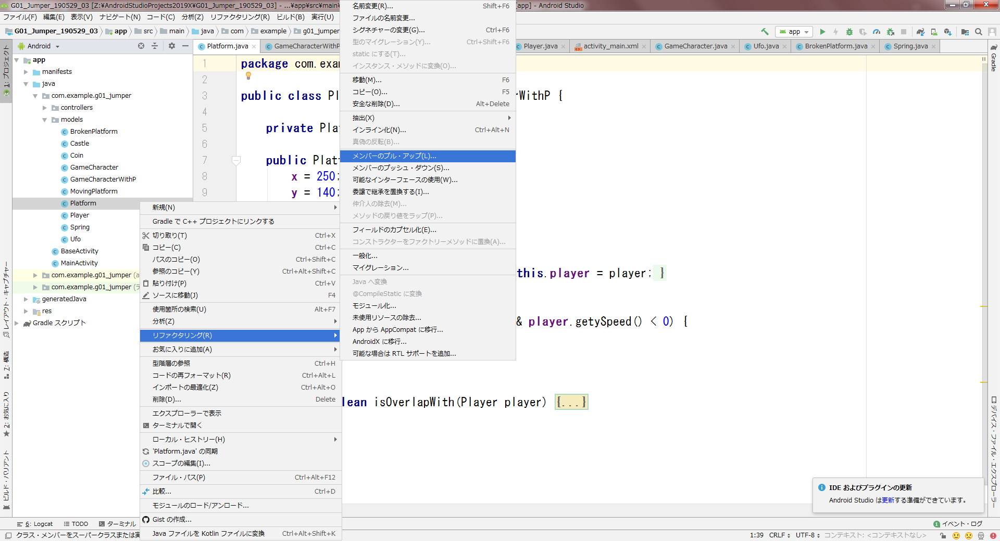 G01_Jumper_190529_03 [Z:¥AndroidStudioProjects2019X¥G01_Jumper_190529_03] - ...¥app¥src¥main¥
[app] - Android Studio
ファイル(F) 編集(E) 表示(V) ナビゲート(N) コード(C) 分析(Z) リファクタリング(R) ビルド(B) 実行(U)
G01_Jumper_190529_03 app src main java com example g01_jumper
app
Android
Platform.java GameCharacterWithP Player.java activity_main.xml GameCharacter.java Ufo.java BrokenPlatform.java Spring.java
1: プロジェクト
レイアウト・キャプチャー
7: 構造
2: お気に入り
ビルド・バリアント
app
manifests
java
com.example.g01_jumper
controllers
models
BrokenPlatform
Castle
Coin
GameCharacter
GameCharacterWithP
MovingPlatform
Platform
Player
Spring
Ufo
BaseActivity
MainActivity
com.example.g01_jumper (a
com.example.g01_jumper (テ
generatedJava
res
Gradle スクリプト
1 package com.exam
2
3 public class Pl
rWithP {
4
5 private Pla
6
7 public Plat
8 x = 250;
9 y = 140;
this.player = player; }
& player.getySpeed() < 0) {
lean isOverlapWith(Player player) {...}
新規(N)
Gradle で C++ プロジェクトにリンクする
切り取り(T) Ctrl+X
コピー(C) Ctrl+C
パスのコピー(O) Ctrl+Shift+C
参照のコピー(Y) Ctrl+Alt+Shift+C
貼り付け(P) Ctrl+V
ソースに移動(J) F4
使用箇所の検索(U) Alt+F7
分析(Z)
リファクタリング(R)
お気に入りに追加(A)
型階層の参照 Ctrl+H
コードの再フォーマット(R) Ctrl+Alt+L
インポートの最適化(Z) Ctrl+Alt+O
削除(D)... Delete
エクスプローラーで表示
ターミナルで開く
ローカル・ヒストリー(H)
'Platform.java' の同期
スコープの編集(I)...
ファイル・パス(P) Ctrl+Alt+F12
比較... Ctrl+D
モジュールのロード/アンロード...
Gist の作成...
Java ファイルを Kotlin ファイルに変換 Ctrl+Alt+Shift+K
名前変更(R)... Shift+F6
ファイルの名前変更...
シグネチャーの変更(G)... Ctrl+F6
型のマイグレーション(Y)... Ctrl+Shift+F6
static にする(T)...
インスタンス・メソッドに変換(O)...
移動(M)... F6
コピー(O)... F5
安全な削除(D)... Alt+Delete
抽出(X)
インライン化(N)... Ctrl+Alt+N
真偽の反転(B)...
メンバーのプル・アップ(L)...
メンバーのプッシュ・ダウン(S)...
可能なインターフェースの使用(W)...
委譲で継承を置換する(I)...
仲介人の除去(M)...
メソッドの戻り値をラップ(P)...
フィールドのカプセル化(E)...
コンストラクターをファクトリーメソッドに置換(A)...
一般化...
マイグレーション...
Java へ変換
@CompileStatic に変換
モジュール化...
未使用リソースの除去...
App から AppCompat に移行...
AndroidX に移行...
可能な場合は RTL サポートを追加...
Gradle
デバイス・ファイル・エクスプローラー
IDE およびプラグインの更新
Android Studio は更新する準備ができています。
6: Logcat TODO ターミナル
1 イベント・ログ
クラス・メンバーをスーパークラスまたは実
1:39 CRLF UTF-8 コンテキスト: <コンテキストなし>